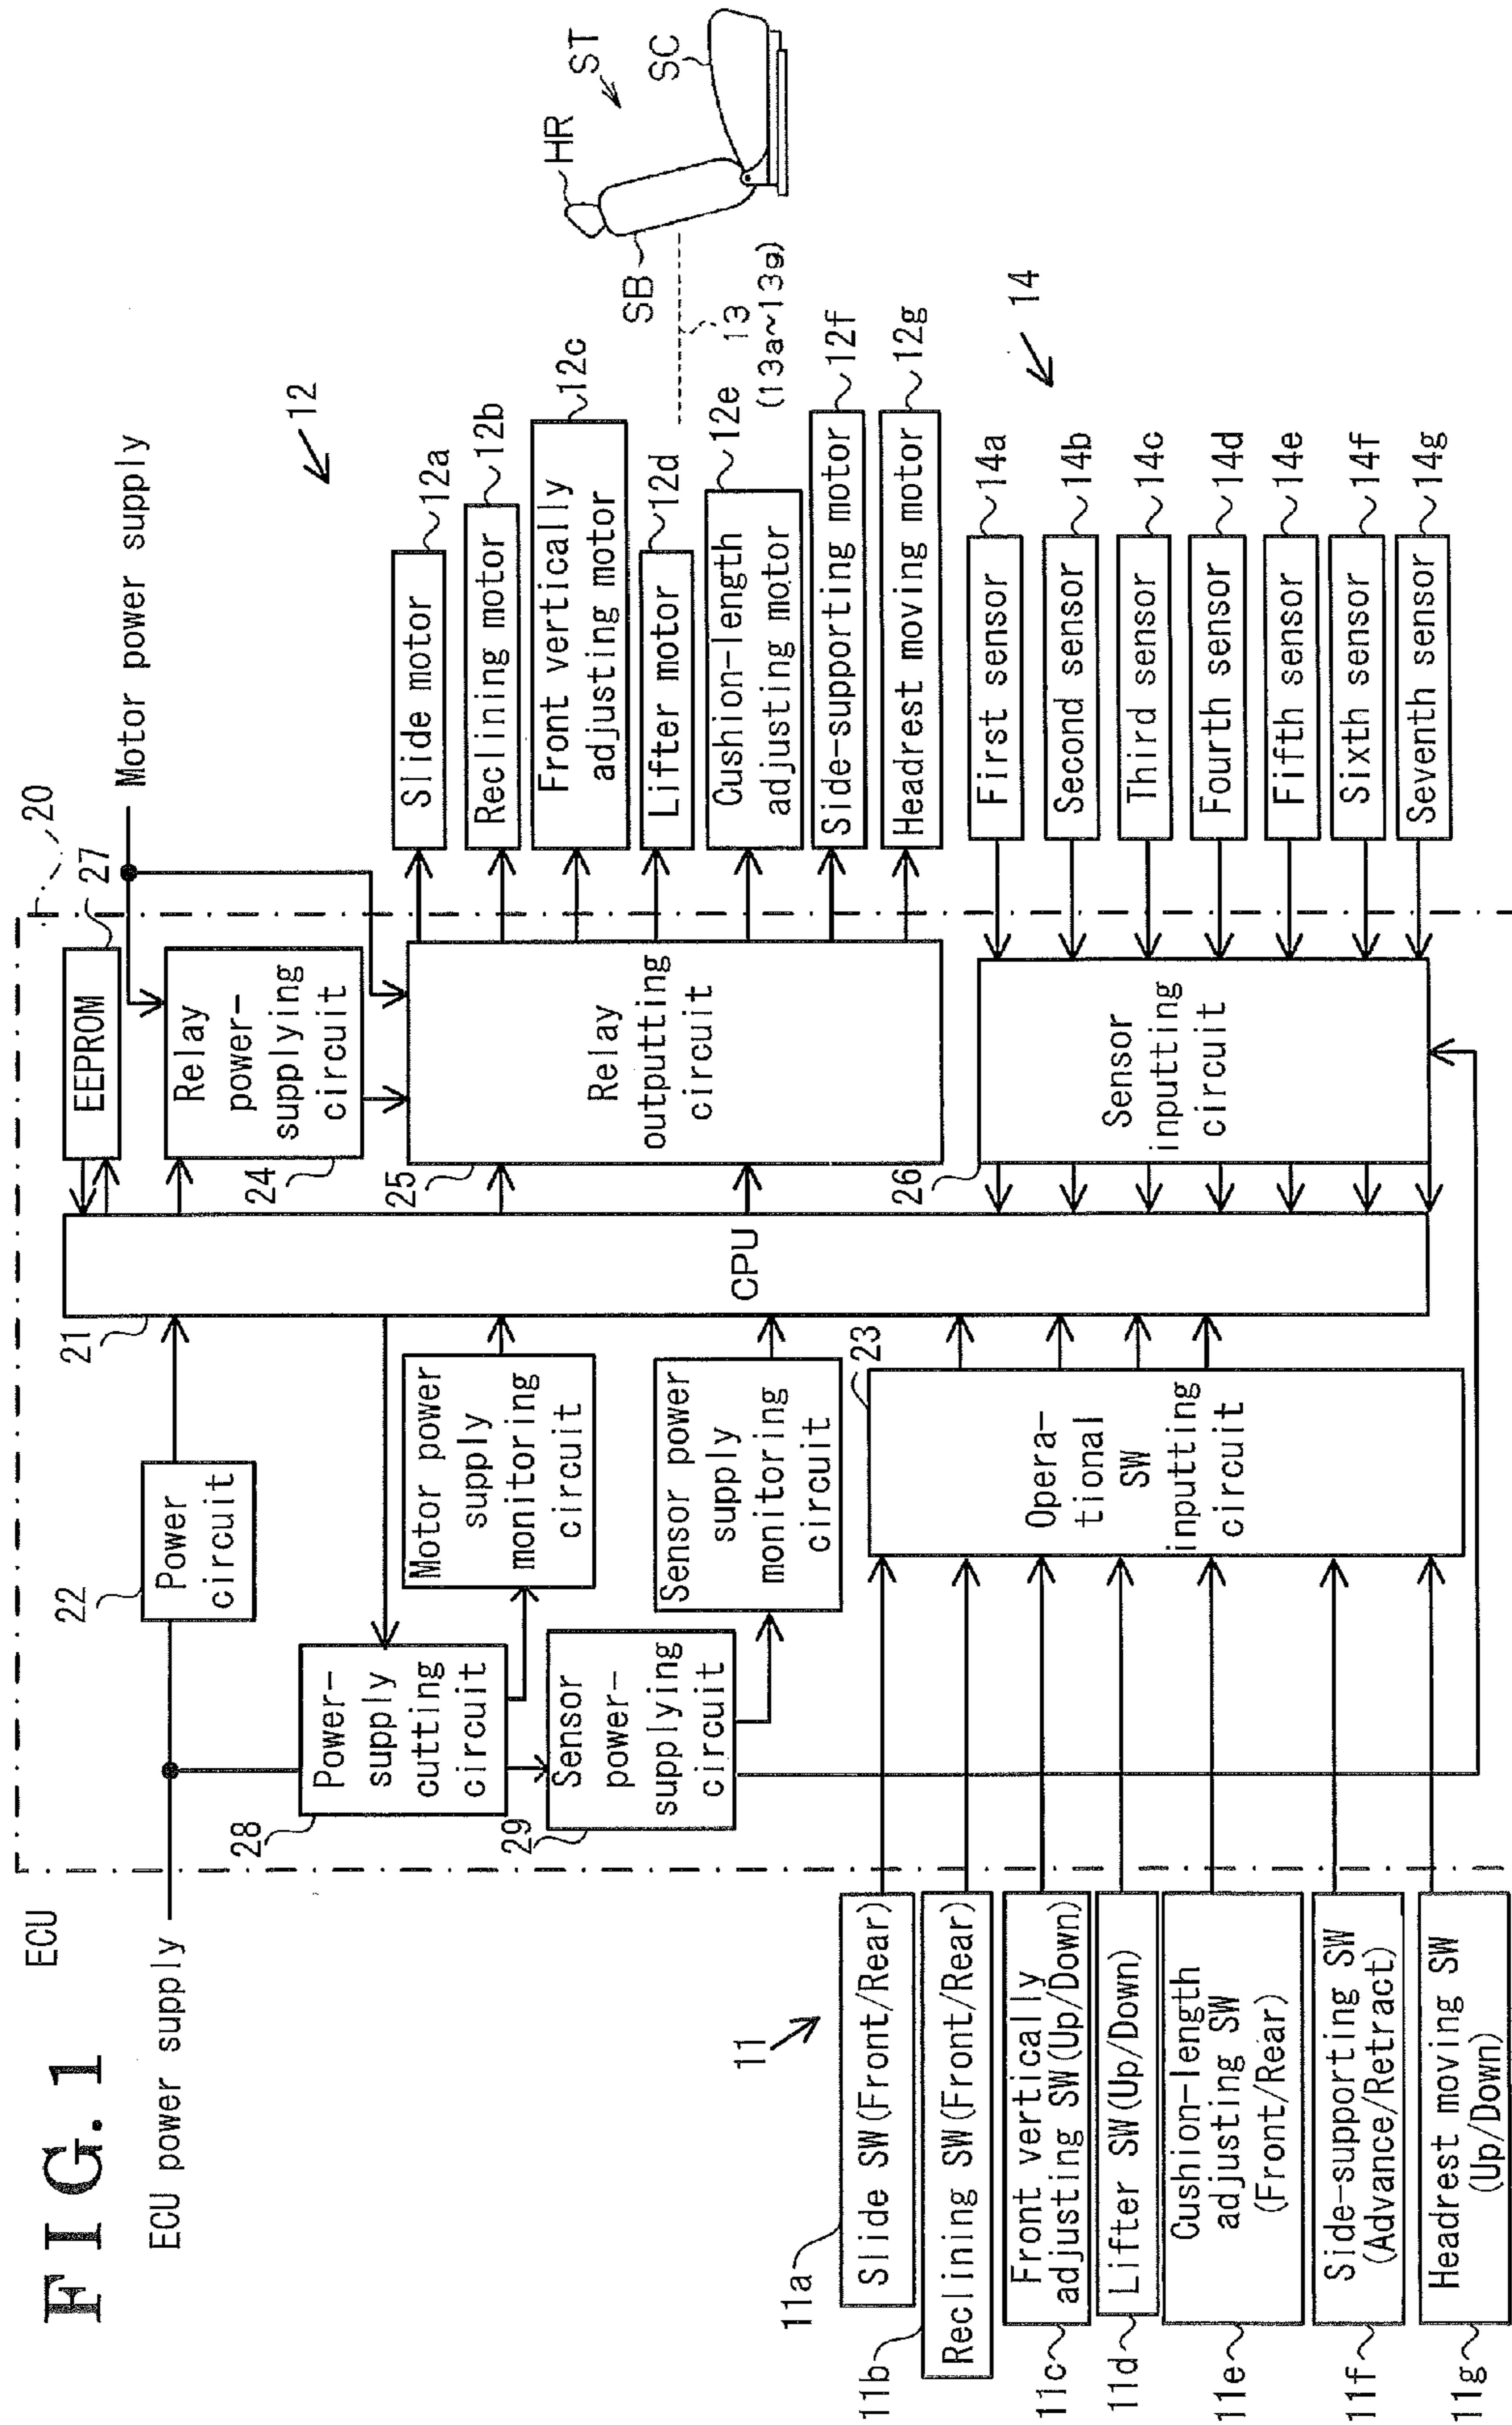 FIG. 1
ECU
ECU power supply
Motor power supply
20
22
Power
circuit
21
CPU
EEPROM
27
Relay
power-
supplying
circuit
24
28
Power-
supply
cutting
circuit
Motor power
supply
monitoring
circuit
29
Sensor
power-
supplying
circuit
Sensor power
supply
monitoring
circuit
25
Relay
outputting
circuit
23
Opera-
tional
SW
inputting
circuit
26
Sensor
inputting
circuit
11
11a
Slide SW(Front/Rear)
11b
Reclining SW(Front/Rear)
11c
Front vertically
adjusting SW(Up/Down)
11d
Lifter SW(Up/Down)
11e
Cushion-length
adjusting SW
(Front/Rear)
11f
Side-supporting SW
(Advance/Retract)
11g
Headrest moving SW
(Up/Down)
12
Slide motor
12a
Reclining motor
12b
Front vertically
adjusting motor
12c
Lifter motor
12d
Cushion-length
adjusting motor
12e
Side-supporting motor
12f
Headrest moving motor
12g
13
(13a~13g)
HR
ST
SB
SC
14
First sensor
14a
Second sensor
14b
Third sensor
14c
Fourth sensor
14d
Fifth sensor
14e
Sixth sensor
14f
Seventh sensor
14g